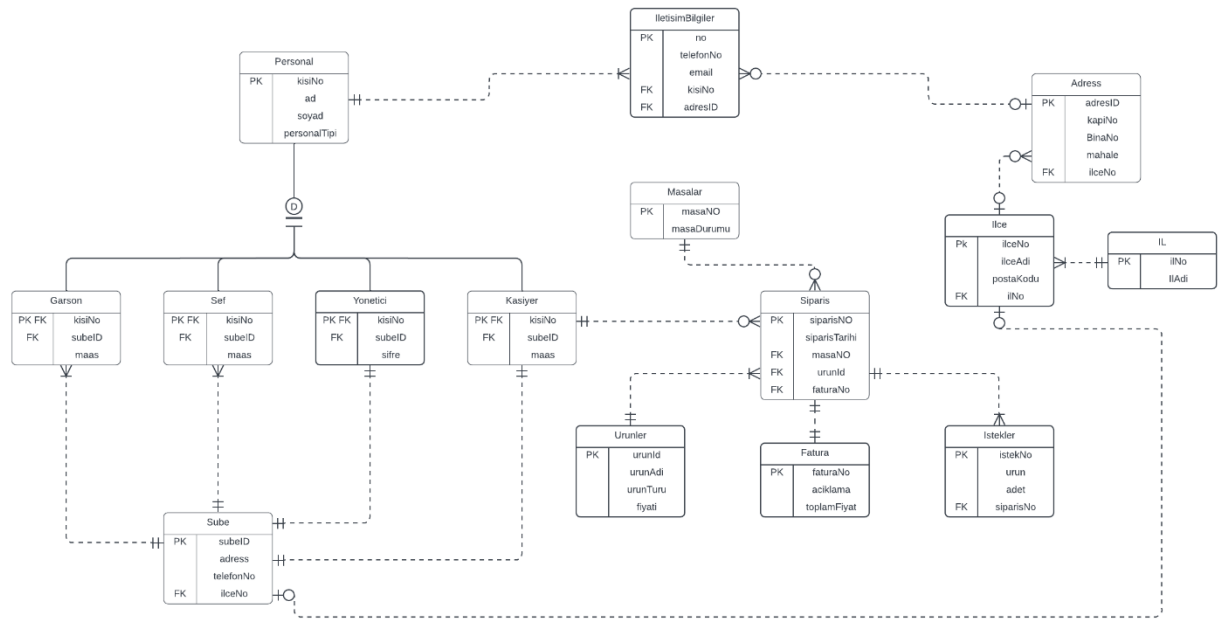 IletisimBilgiler
PK no
telefonNo
email
FK kisiNo
FK adresID
Personal
PK kisiNo
ad
soyad
personalTipi
Adress
PK adresID
kapiNo
BinaNo
mahale
FK ilceNo
D
Masalar
PK masaNO
masaDurumu
Ilce
Pk ilceNo
ilceAdi
postaKodu
FK ilNo
IL
PK ilNo
IlAdi
Garson
PK FK kisiNo
FK subeID
maas
Sef
PK FK kisiNo
FK subeID
maas
Yonetici
PK FK kisiNo
FK subeID
sifre
Kasiyer
PK FK kisiNo
FK subeID
maas
Siparis
PK siparisNO
siparisTarihi
FK masaNO
FK urunId
FK faturaNo
Urunler
PK urunId
urunAdi
urunTuru
fiyati
Fatura
PK faturaNo
aciklama
toplamFiyat
Istekler
PK istekNo
urun
adet
FK siparisNo
Sube
PK subeID
adress
telefonNo
FK ilceNo